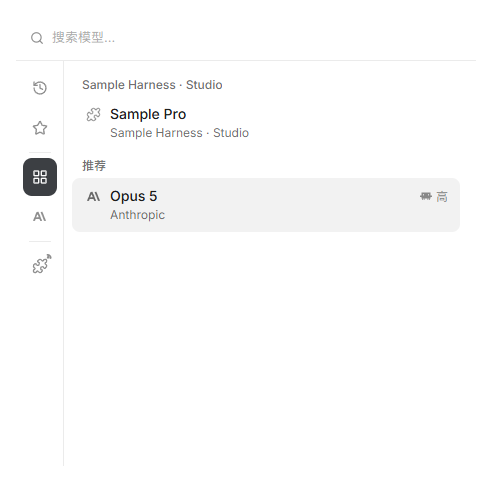 搜索模型...
Sample Harness · Studio
Sample Pro
Sample Harness · Studio
推荐
Opus 5 高
Anthropic